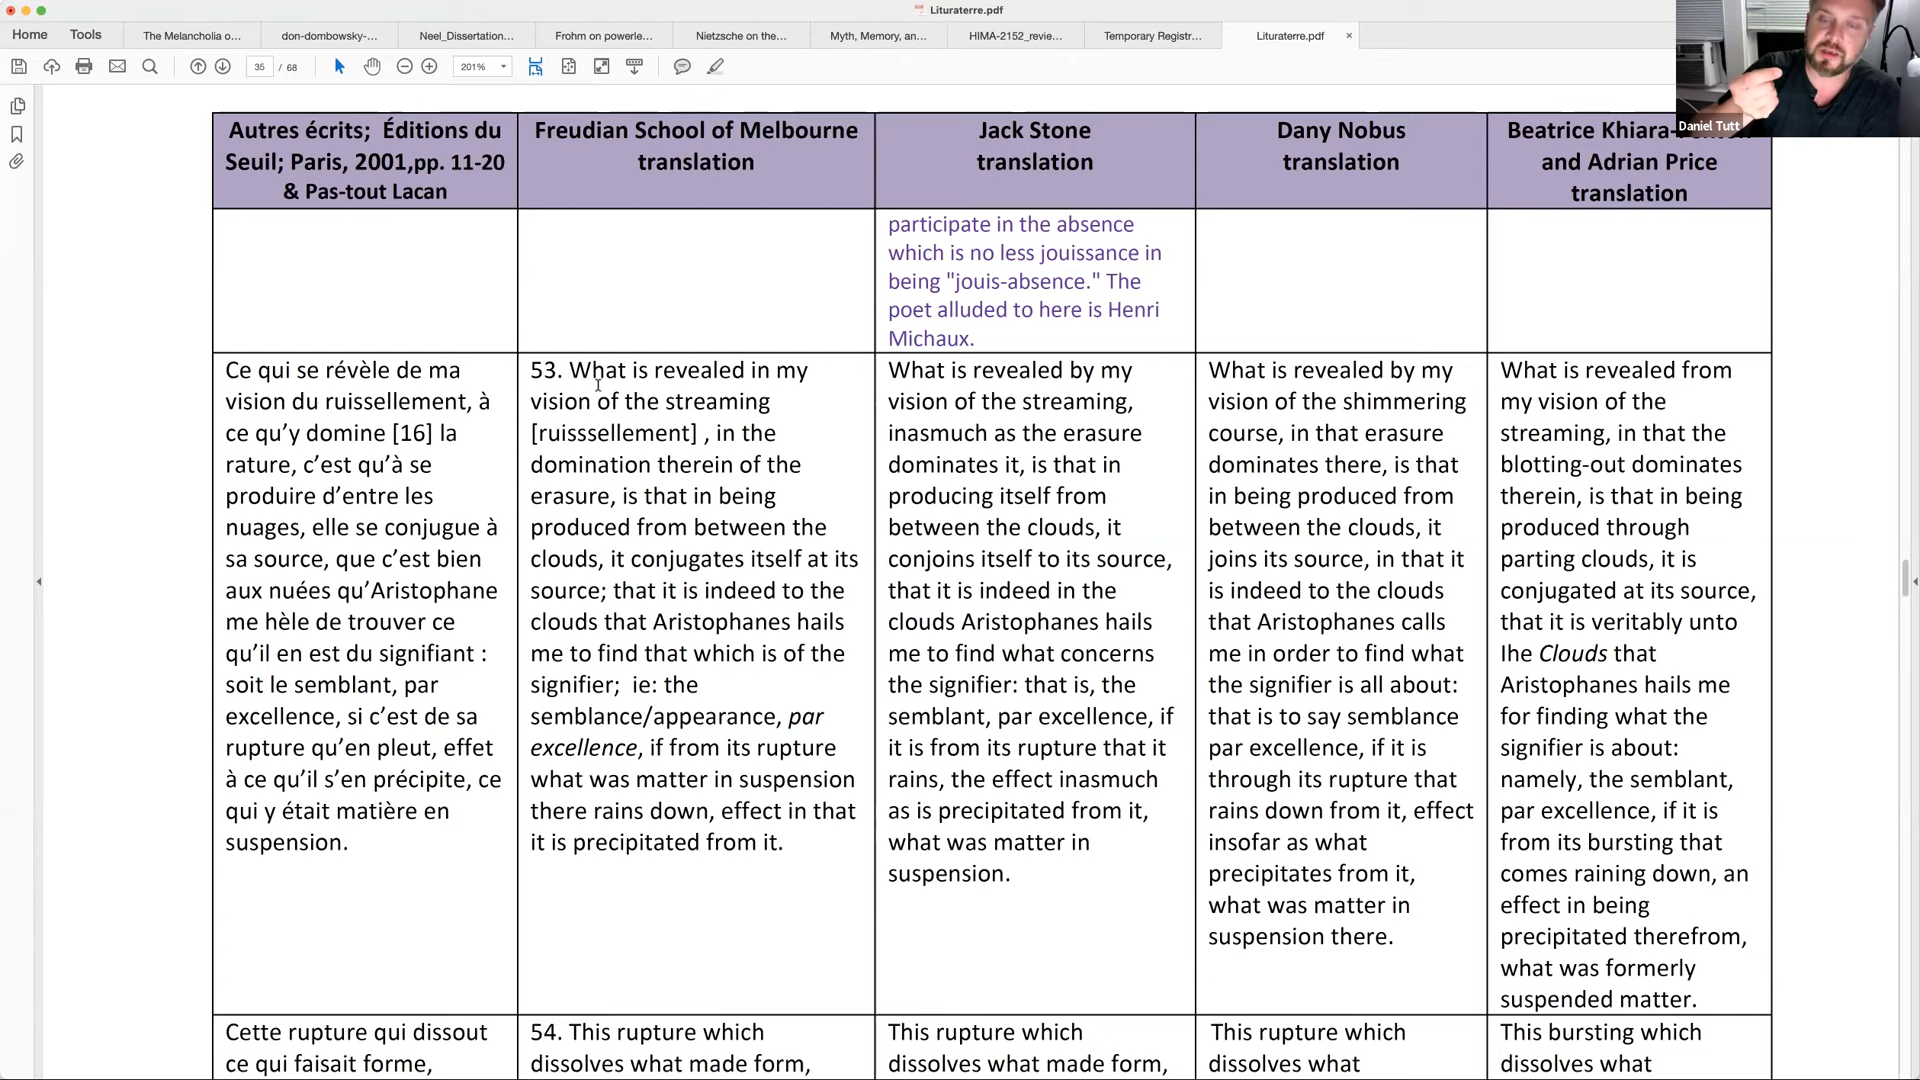 Lituraterre.pdf
Home
Tools
The Melancholia o...
don-dombowsky-...
Neel_Dissertation...
Frohm on powerle...
Nietzsche on the...
Myth, Memory, an...
HIMA-2152_revie...
Temporary Registr...
Lituraterre.pdf
35 / 68
201%
Daniel Tutt
Autres écrits; Éditions du
Seuil; Paris, 2001,pp. 11-20
& Pas-tout Lacan
Freudian School of Melbourne
translation
Jack Stone
translation
Dany Nobus
translation
Beatrice Khiara-
and Adrian Price
translation
participate in the absence
which is no less jouissance in
being "jouis-absence." The
poet alluded to here is Henri
Michaux.
Ce qui se révèle de ma
vision du ruissellement, à
ce qu’y domine [16] la
rature, c’est qu’à se
produire d’entre les
nuages, elle se conjugue à
sa source, que c’est bien
aux nuées qu’Aristophane
me hèle de trouver ce
qu’il en est du signifiant :
soit le semblant, par
excellence, si c’est de sa
rupture qu’en pleut, effet
à ce qu’il s’en précipite, ce
qui y était matière en
suspension.
53. What is revealed in my
vision of the streaming
[ruisssellement] , in the
domination therein of the
erasure, is that in being
produced from between the
clouds, it conjugates itself at its
source; that it is indeed to the
clouds that Aristophanes hails
me to find that which is of the
signifier; ie: the
semblance/appearance, par
excellence, if from its rupture
what was matter in suspension
there rains down, effect in that
it is precipitated from it.
What is revealed by my
vision of the streaming,
inasmuch as the erasure
dominates it, is that in
producing itself from
between the clouds, it
conjoins itself to its source,
that it is indeed in the
clouds Aristophanes hails
me to find what concerns
the signifier: that is, the
semblant, par excellence, if
it is from its rupture that it
rains, the effect inasmuch
as is precipitated from it,
what was matter in
suspension.
What is revealed by my
vision of the shimmering
course, in that erasure
dominates there, is that
in being produced from
between the clouds, it
joins its source, in that it
is indeed to the clouds
that Aristophanes calls
me in order to find what
the signifier is all about:
that is to say semblance
par excellence, if it is
through its rupture that
rains down from it, effect
insofar as what
precipitates from it,
what was matter in
suspension there.
What is revealed from
my vision of the
streaming, in that the
blotting-out dominates
therein, is that in being
produced through
parting clouds, it is
conjugated at its source,
that it is veritably unto
Ihe Clouds that
Aristophanes hails me
for finding what the
signifier is about:
namely, the semblant,
par excellence, if it is
from its bursting that
comes raining down, an
effect in being
precipitated therefrom,
what was formerly
suspended matter.
Cette rupture qui dissout
ce qui faisait forme,
54. This rupture which
dissolves what made form,
This rupture which
dissolves what made form,
This rupture which
dissolves what
This bursting which
dissolves what